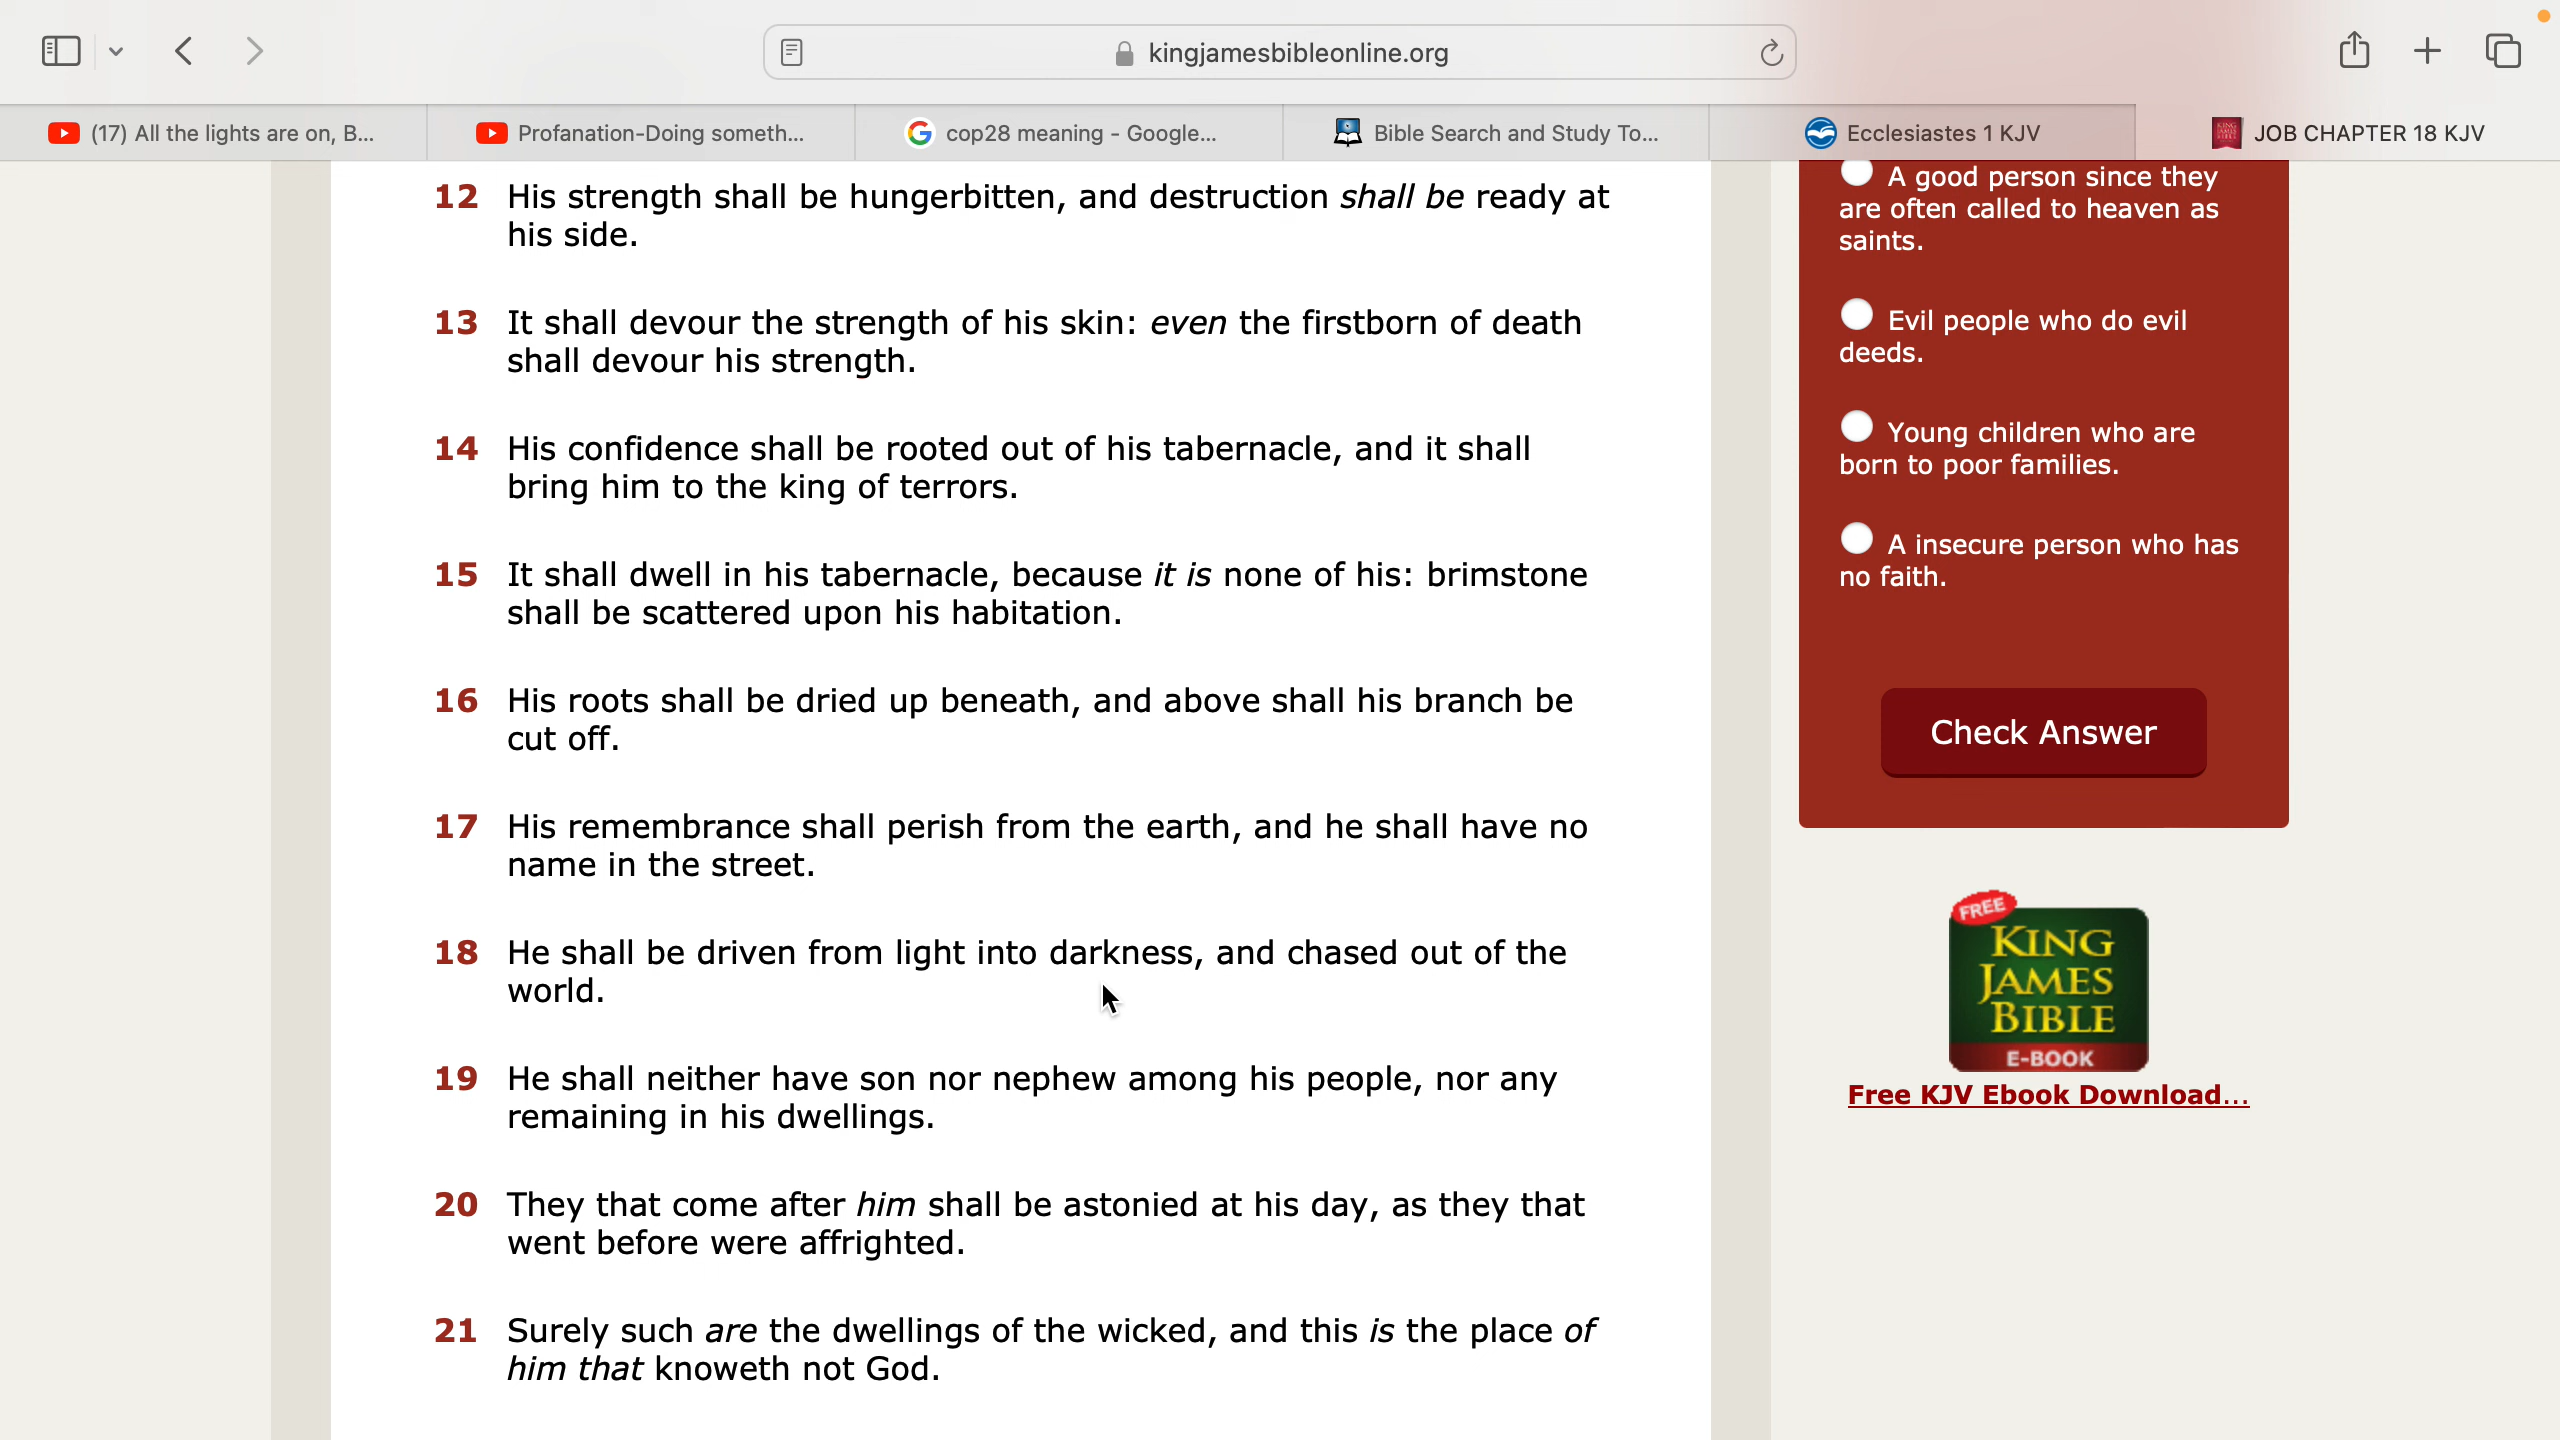 kingjamesbibleonline.org
(17) All the lights are on, B...
Profanation-Doing someth...
cop28 meaning - Google...
Bible Search and Study To...
Ecclesiastes 1 KJV
JOB CHAPTER 18 KJV
12 His strength shall be hungerbitten, and destruction shall be ready at
his side.
13 It shall devour the strength of his skin: even the firstborn of death
shall devour his strength.
14 His confidence shall be rooted out of his tabernacle, and it shall
bring him to the king of terrors.
15 It shall dwell in his tabernacle, because it is none of his: brimstone
shall be scattered upon his habitation.
16 His roots shall be dried up beneath, and above shall his branch be
cut off.
17 His remembrance shall perish from the earth, and he shall have no
name in the street.
18 He shall be driven from light into darkness, and chased out of the
world.
19 He shall neither have son nor nephew among his people, nor any
remaining in his dwellings.
20 They that come after him shall be astonied at his day, as they that
went before were affrighted.
21 Surely such are the dwellings of the wicked, and this is the place of
him that knoweth not God.
A good person since they
are often called to heaven as
saints.
Evil people who do evil
deeds.
Young children who are
born to poor families.
A insecure person who has
no faith.
Check Answer
FREE
KING
JAMES
BIBLE
E-BOOK
Free KJV Ebook Download...